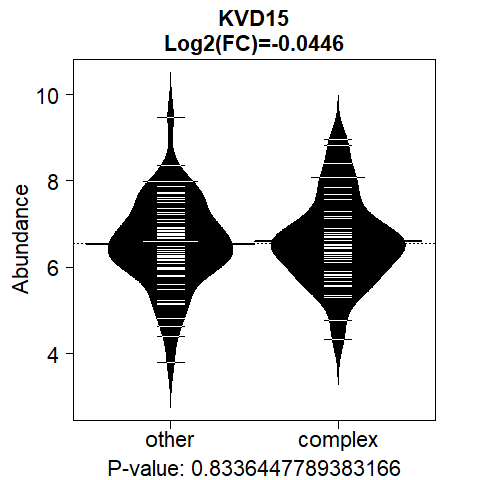 KVD15
Log2(FC)=-0.0446
Abundance
10
8
6
4
other
complex
P-value: 0.8336447789383166